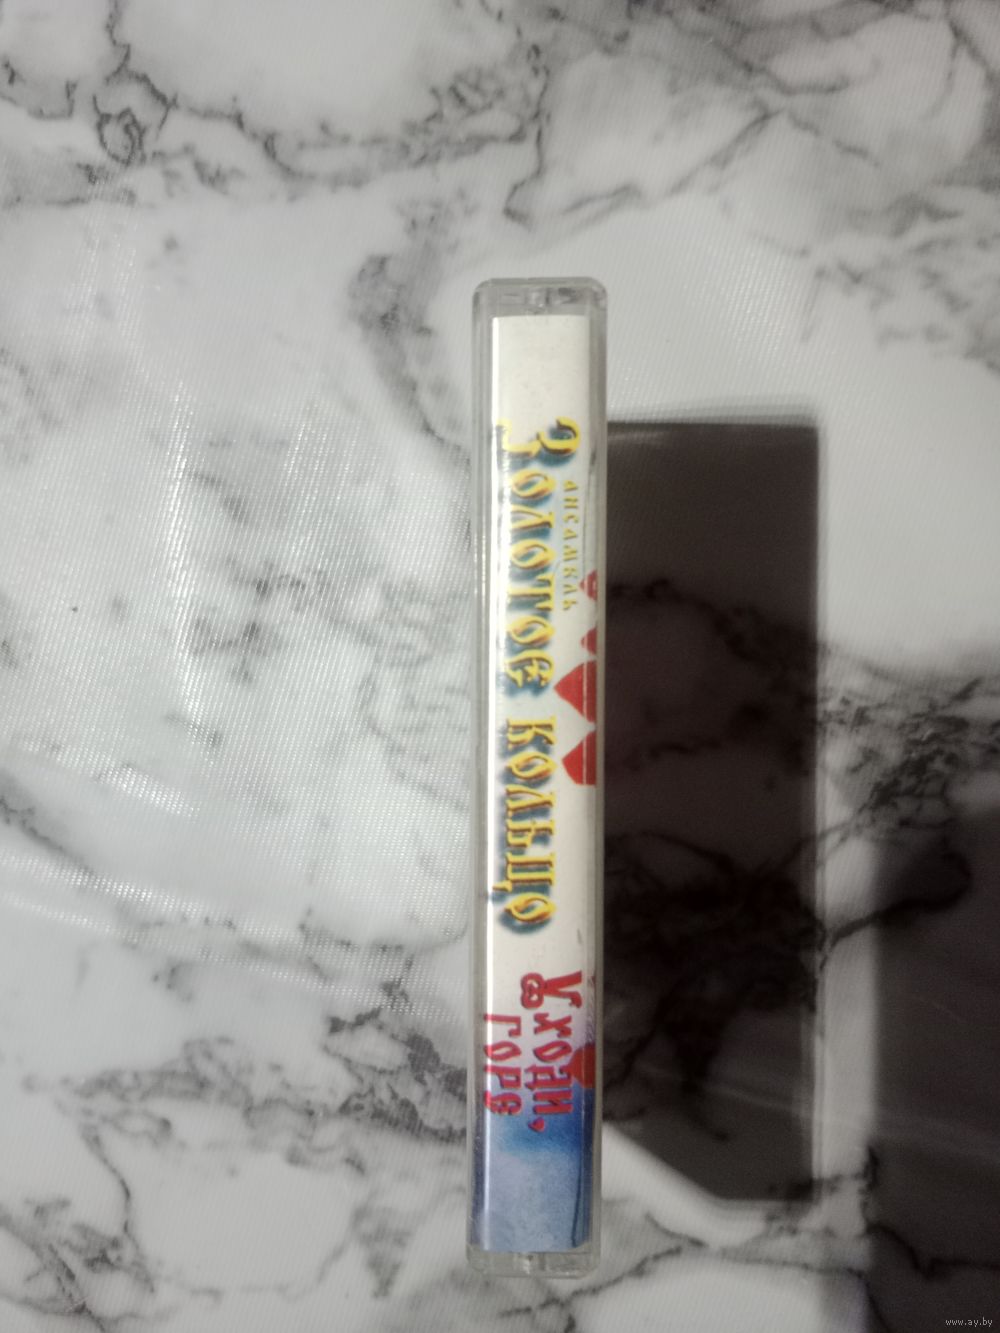 ансамбль
Золотое кольцо
Уходи,
горе
www.ay.by